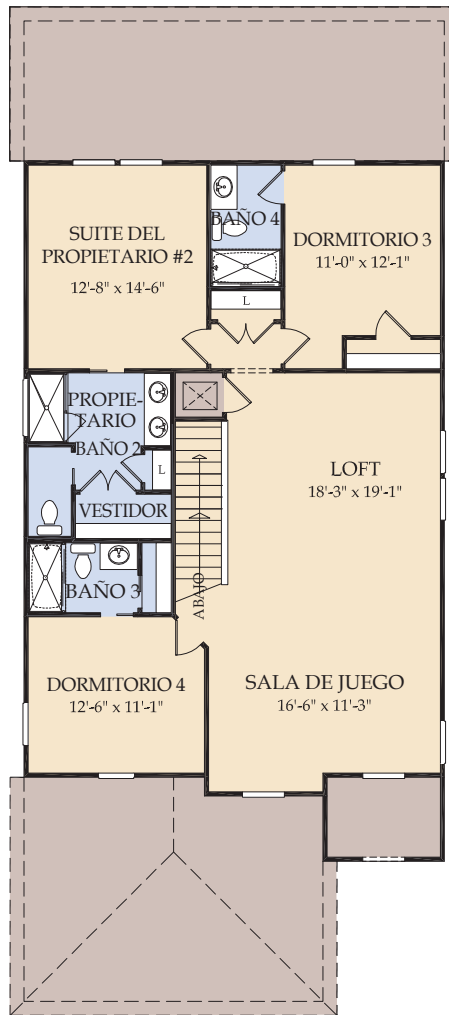 BAÑO 4
SUITE DEL
PROPIETARIO #2
12'-8" x 14'-6"
DORMITORIO 3
11'-0" x 12'-1"
L
PROPIE-
TARIO
BAÑO 2
L
VESTIDOR
LOFT
18'-3" x 19'-1"
BAÑO 3
ABAJO
DORMITORIO 4
12'-6" x 11'-1"
SALA DE JUEGO
16'-6" x 11'-3"